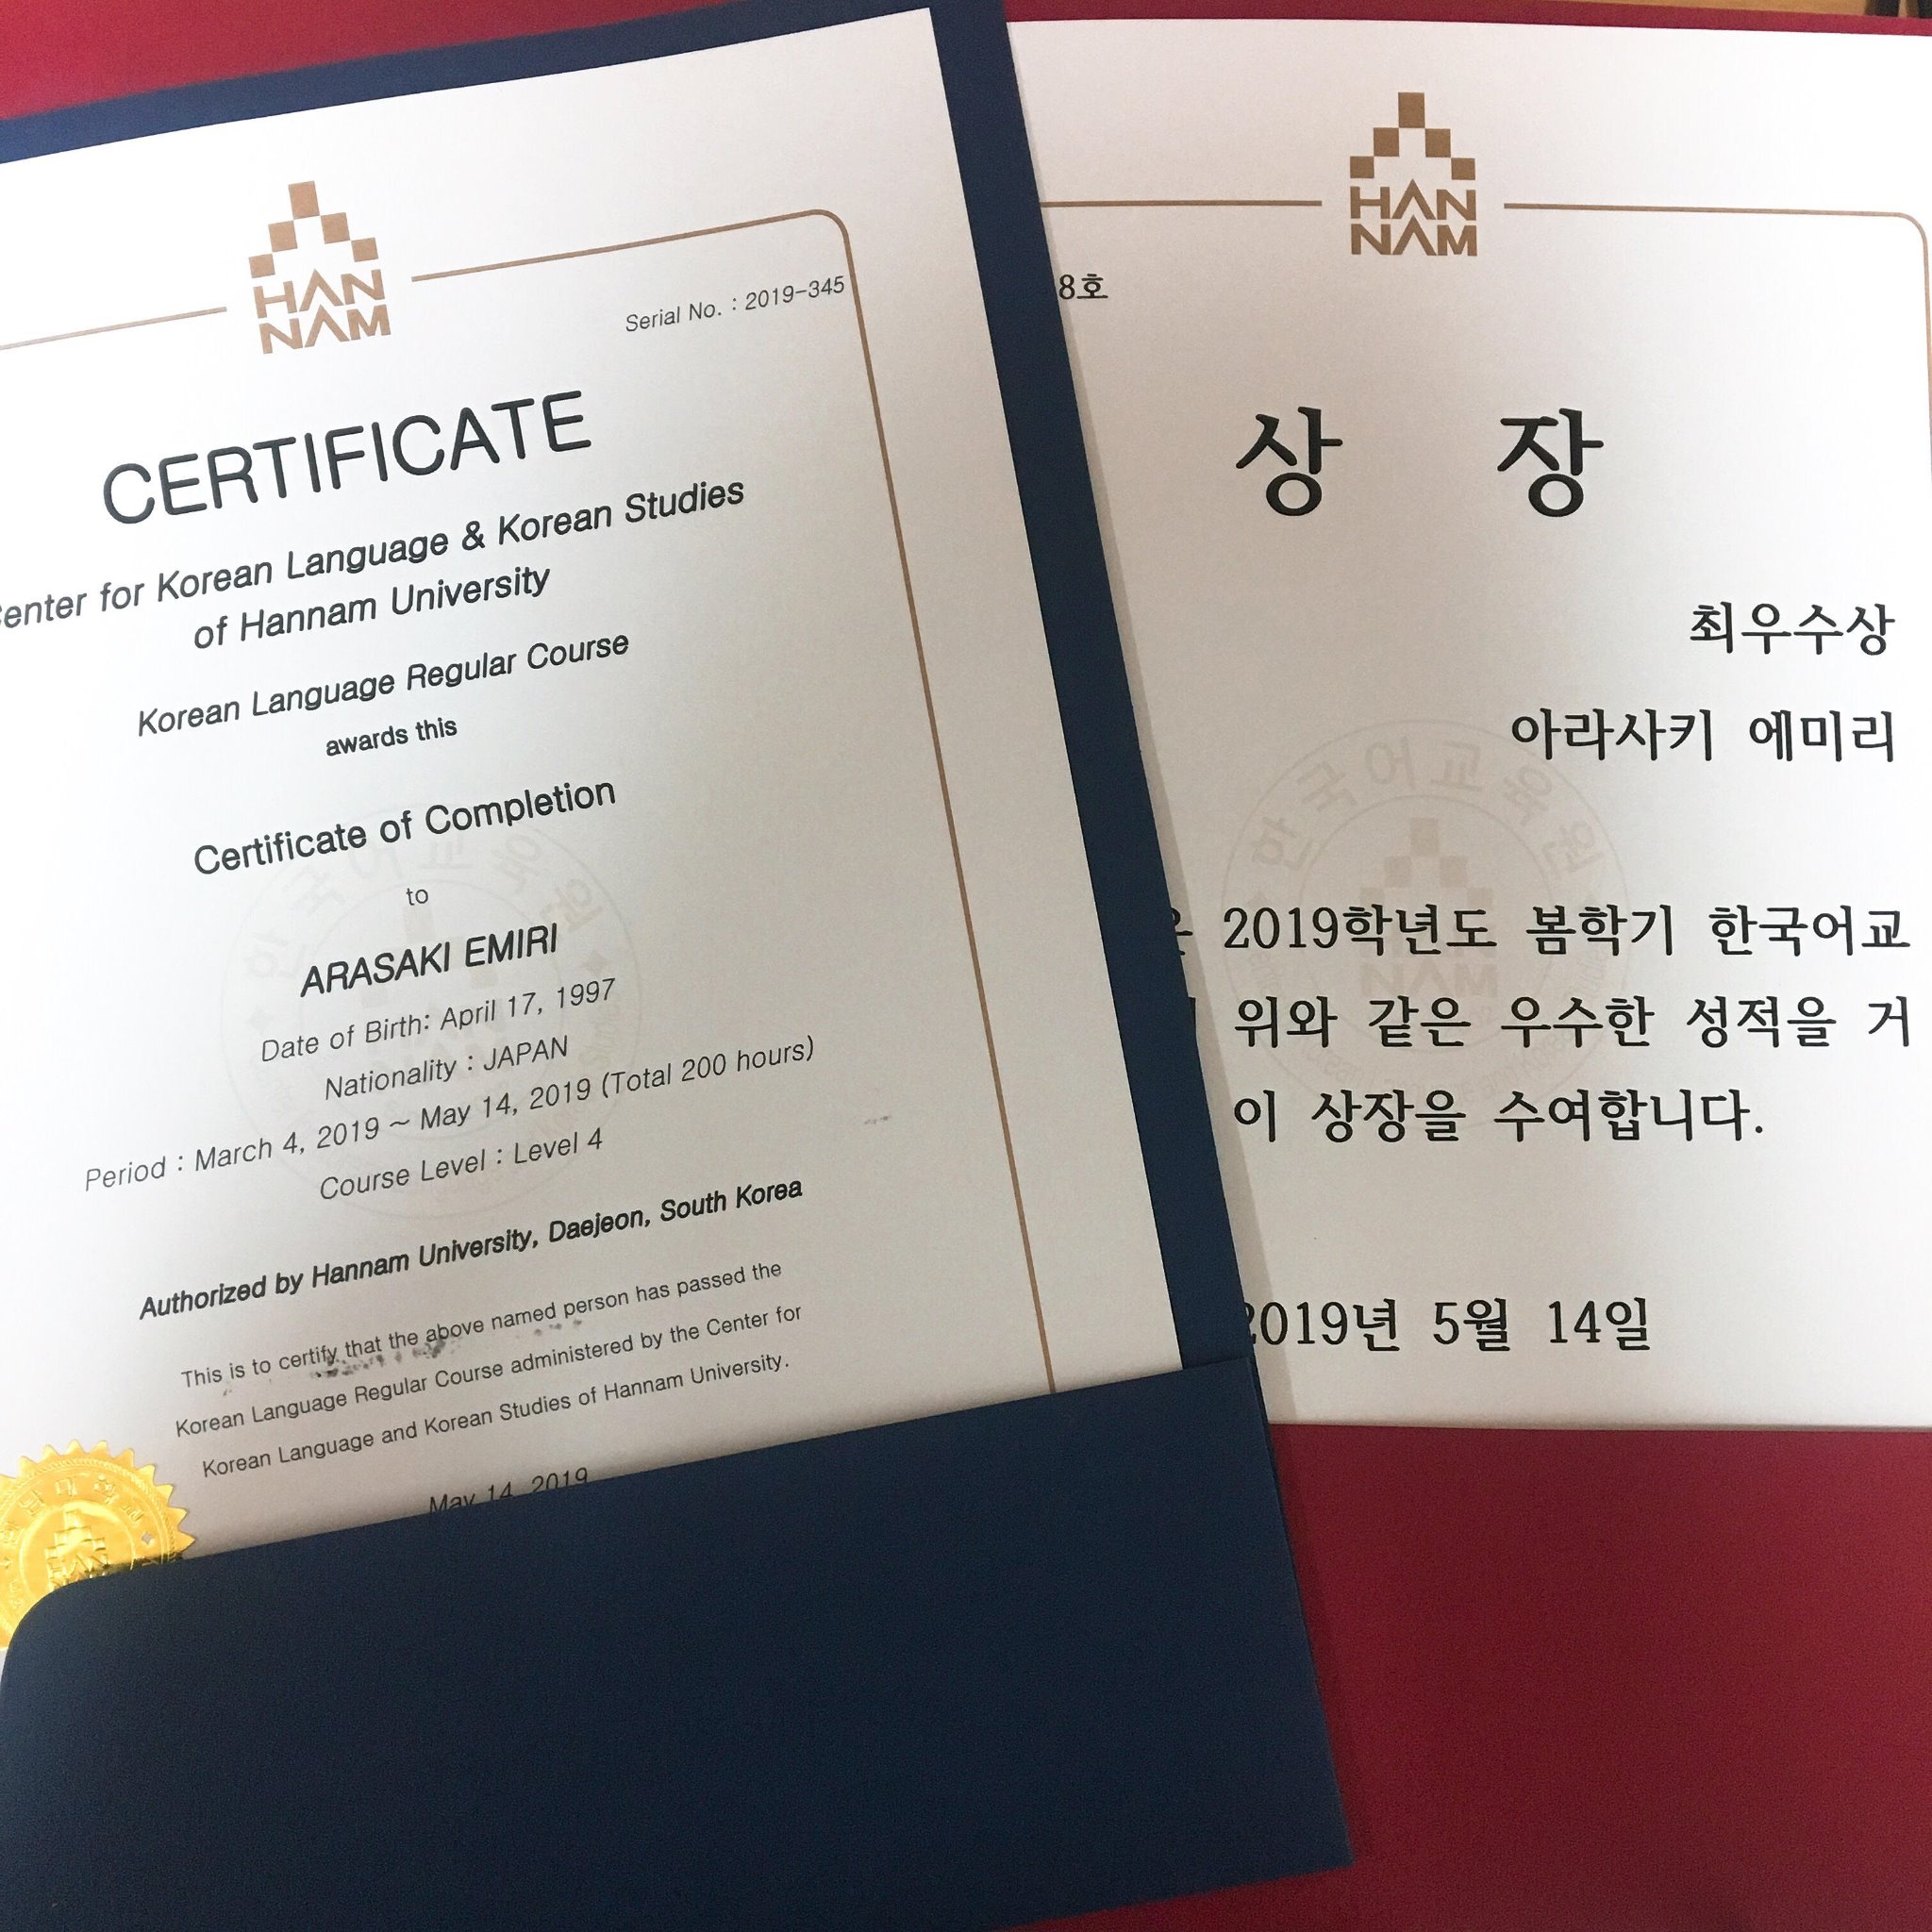 HAN
NAM
Serial No. : 2019-345
CERTIFICATE
Center for Korean Language & Korean Studies
of Hannam University
Korean Language Regular Course
awards this
Certificate of Completion
to
ARASAKI EMIRI
Date of Birth: April 17, 1997
Nationality : JAPAN
Period : March 4, 2019 ~ May 14, 2019 (Total 200 hours)
Course Level : Level 4
Authorized by Hannam University, Daejeon, South Korea
This is to certify that the above named person has passed the
Korean Language Regular Course administered by the Center for
Korean Language and Korean Studies of Hannam University.
May 14, 2019
HAN
NAM
8호
상 장
최우수상
아라사키 에미리
한국어교육원
2019학년도 봄학기 한국어교
위와 같은 우수한 성적을 거
이 상장을 수여합니다.
2019년 5월 14일